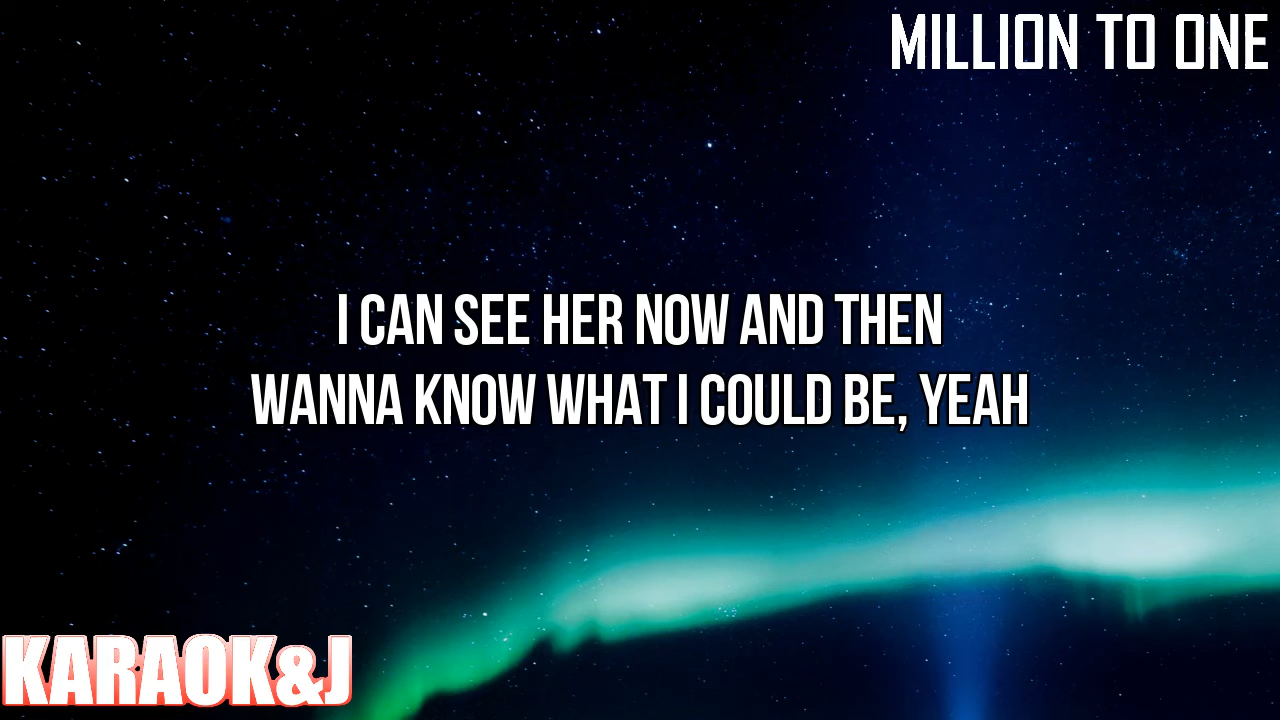 MILLION TO ONE
I CAN SEE HER NOW AND THEN
WANNA KNOW WHAT I COULD BE, YEAH
KARAOK&J